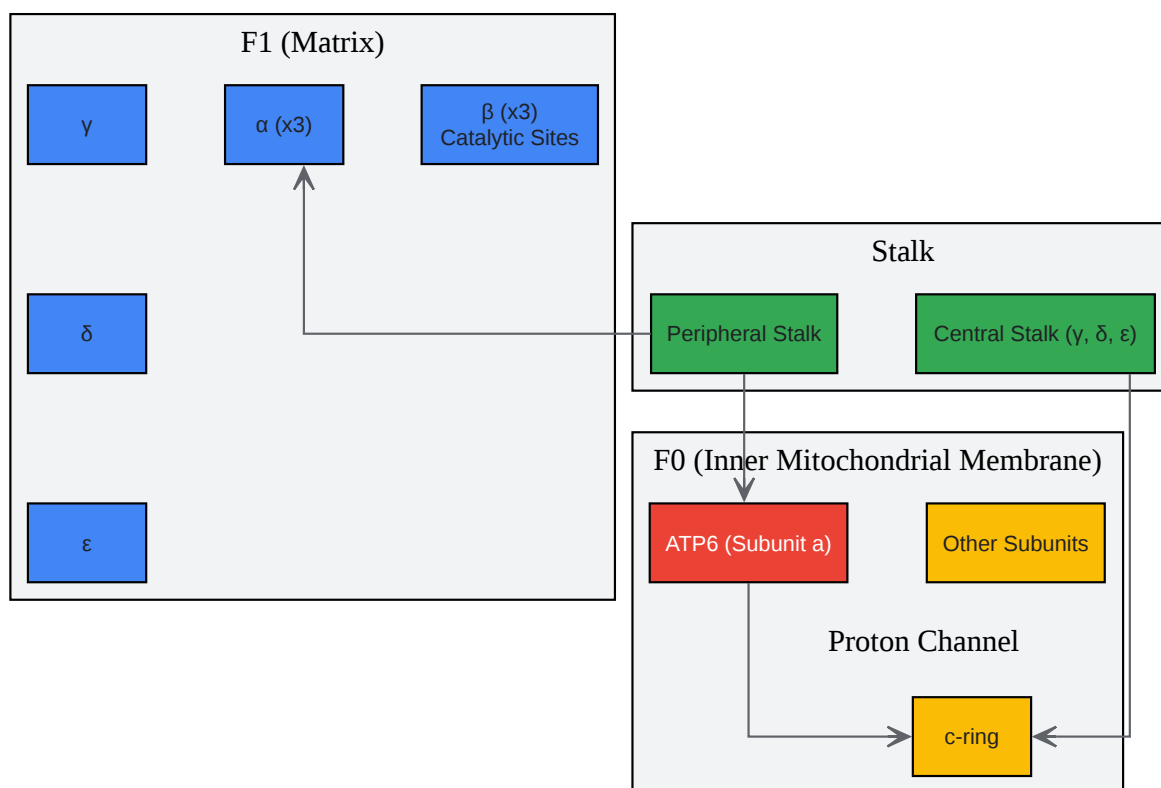 F1 (Matrix)
γ
α (x3)
β (x3)
Catalytic Sites
δ
ε
Stalk
Peripheral Stalk
Central Stalk (γ, δ, ε)
F0 (Inner Mitochondrial Membrane)
ATP6 (Subunit a)
Other Subunits
Proton Channel
c-ring